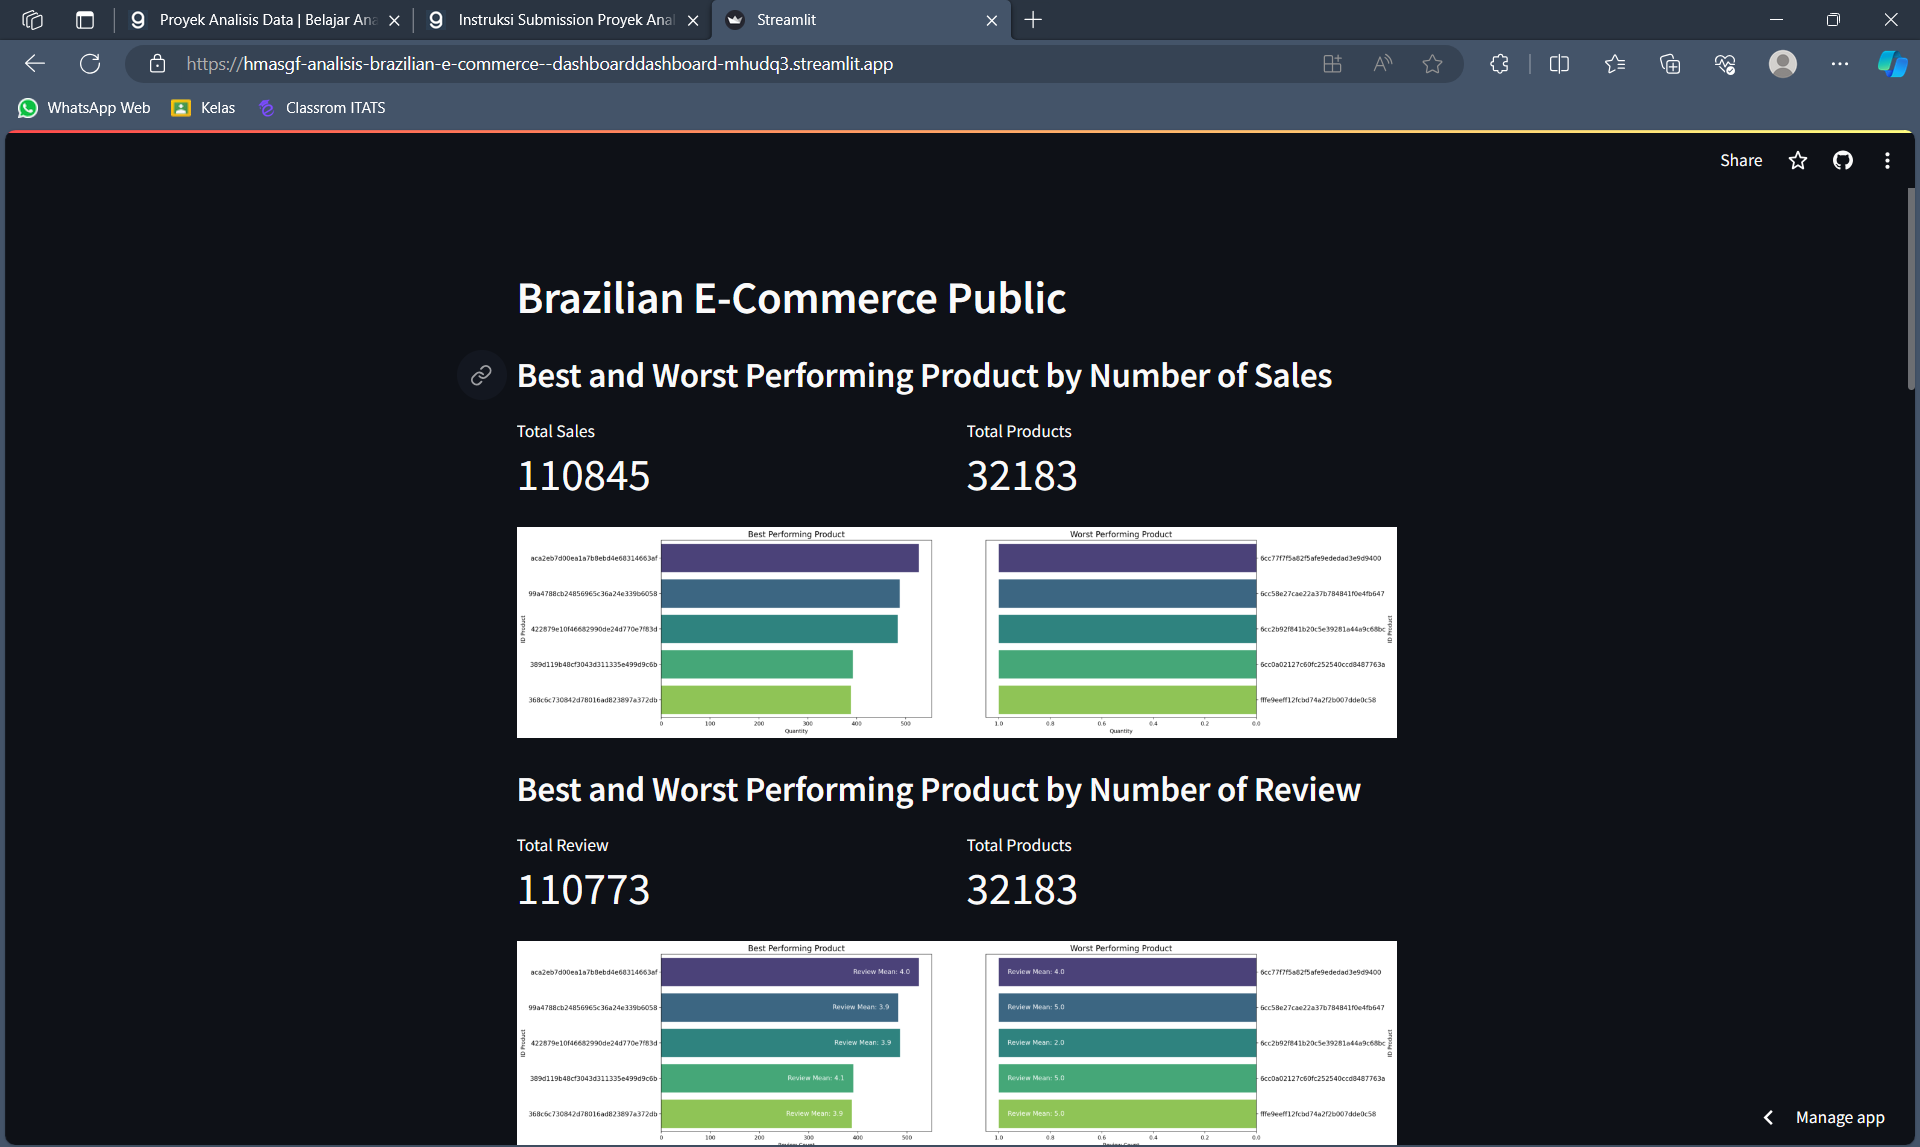 Proyek Analisis Data | Belajar Ana
Instruksi Submission Proyek Anal
Streamlit
https://hmasgf-analisis-brazilian-e-commerce--dashboarddashboard-mhudq3.streamlit.app
WhatsApp Web
Kelas
Classrom ITATS
Share
Brazilian E-Commerce Public
Best and Worst Performing Product by Number of Sales
Total Sales
Total Products
110845
32183
Best Performing Product
ID Product
aca2eb7d00ea1a7b8ebd4e68314663af
99a4788cb24856965c36a24e339b6058
422879e10f46682990de24d770e7f83d
389d119b48cf3043d311335e499d9c6b
368c6c730842d78016ad823897a372db
0 100 200 300 400 500
Quantity
Worst Performing Product
6cc77f7f5a82f5afe9ededad3e9d9400
6cc58e27cae22a37b784841f0e4fb647
6cc2b92f841b20c5e39281a44a9c68bc
6cc0a02127c60fc252540ccd8487763a
fffe9eeff12fcbd74a2f2b007dde0c58
ID Product
1.0 0.8 0.6 0.4 0.2 0.0
Quantity
Best and Worst Performing Product by Number of Review
Total Review
Total Products
110773
32183
Best Performing Product
ID Product
aca2eb7d00ea1a7b8ebd4e68314663af Review Mean: 4.0
99a4788cb24856965c36a24e339b6058 Review Mean: 3.9
422879e10f46682990de24d770e7f83d Review Mean: 3.9
389d119b48cf3043d311335e499d9c6b Review Mean: 4.1
368c6c730842d78016ad823897a372db Review Mean: 3.9
0 100 200 300 400 500
Review Count
Worst Performing Product
Review Mean: 4.0 6cc77f7f5a82f5afe9ededad3e9d9400
Review Mean: 5.0 6cc58e27cae22a37b784841f0e4fb647
Review Mean: 2.0 6cc2b92f841b20c5e39281a44a9c68bc
Review Mean: 5.0 6cc0a02127c60fc252540ccd8487763a
Review Mean: 5.0 fffe9eeff12fcbd74a2f2b007dde0c58
ID Product
1.0 0.8 0.6 0.4 0.2 0.0
Manage app